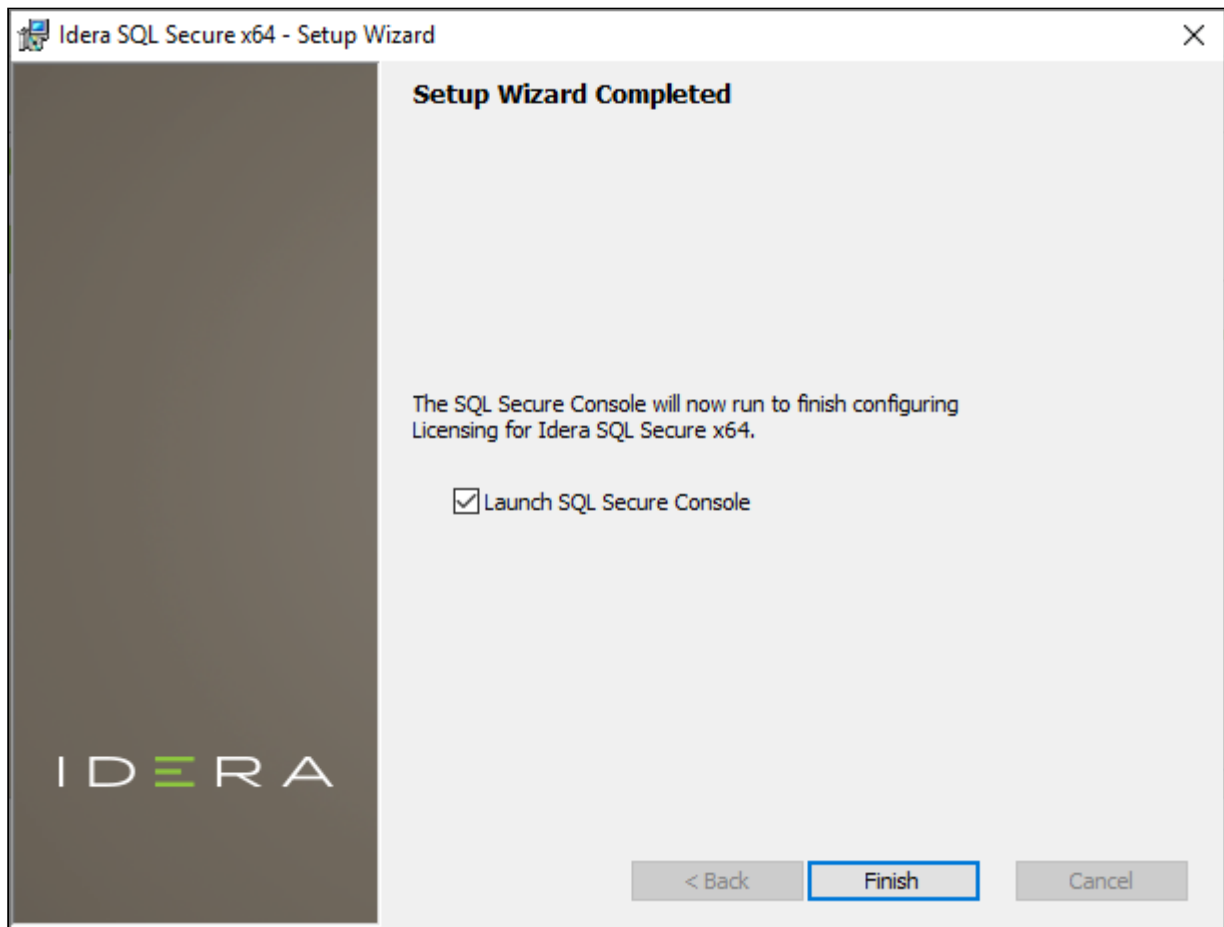 Idera SQL Secure x64 - Setup Wizard
Setup Wizard Completed
The SQL Secure Console will now run to finish configuring
Licensing for Idera SQL Secure x64.
Launch SQL Secure Console
IDERA
< Back
Finish
Cancel